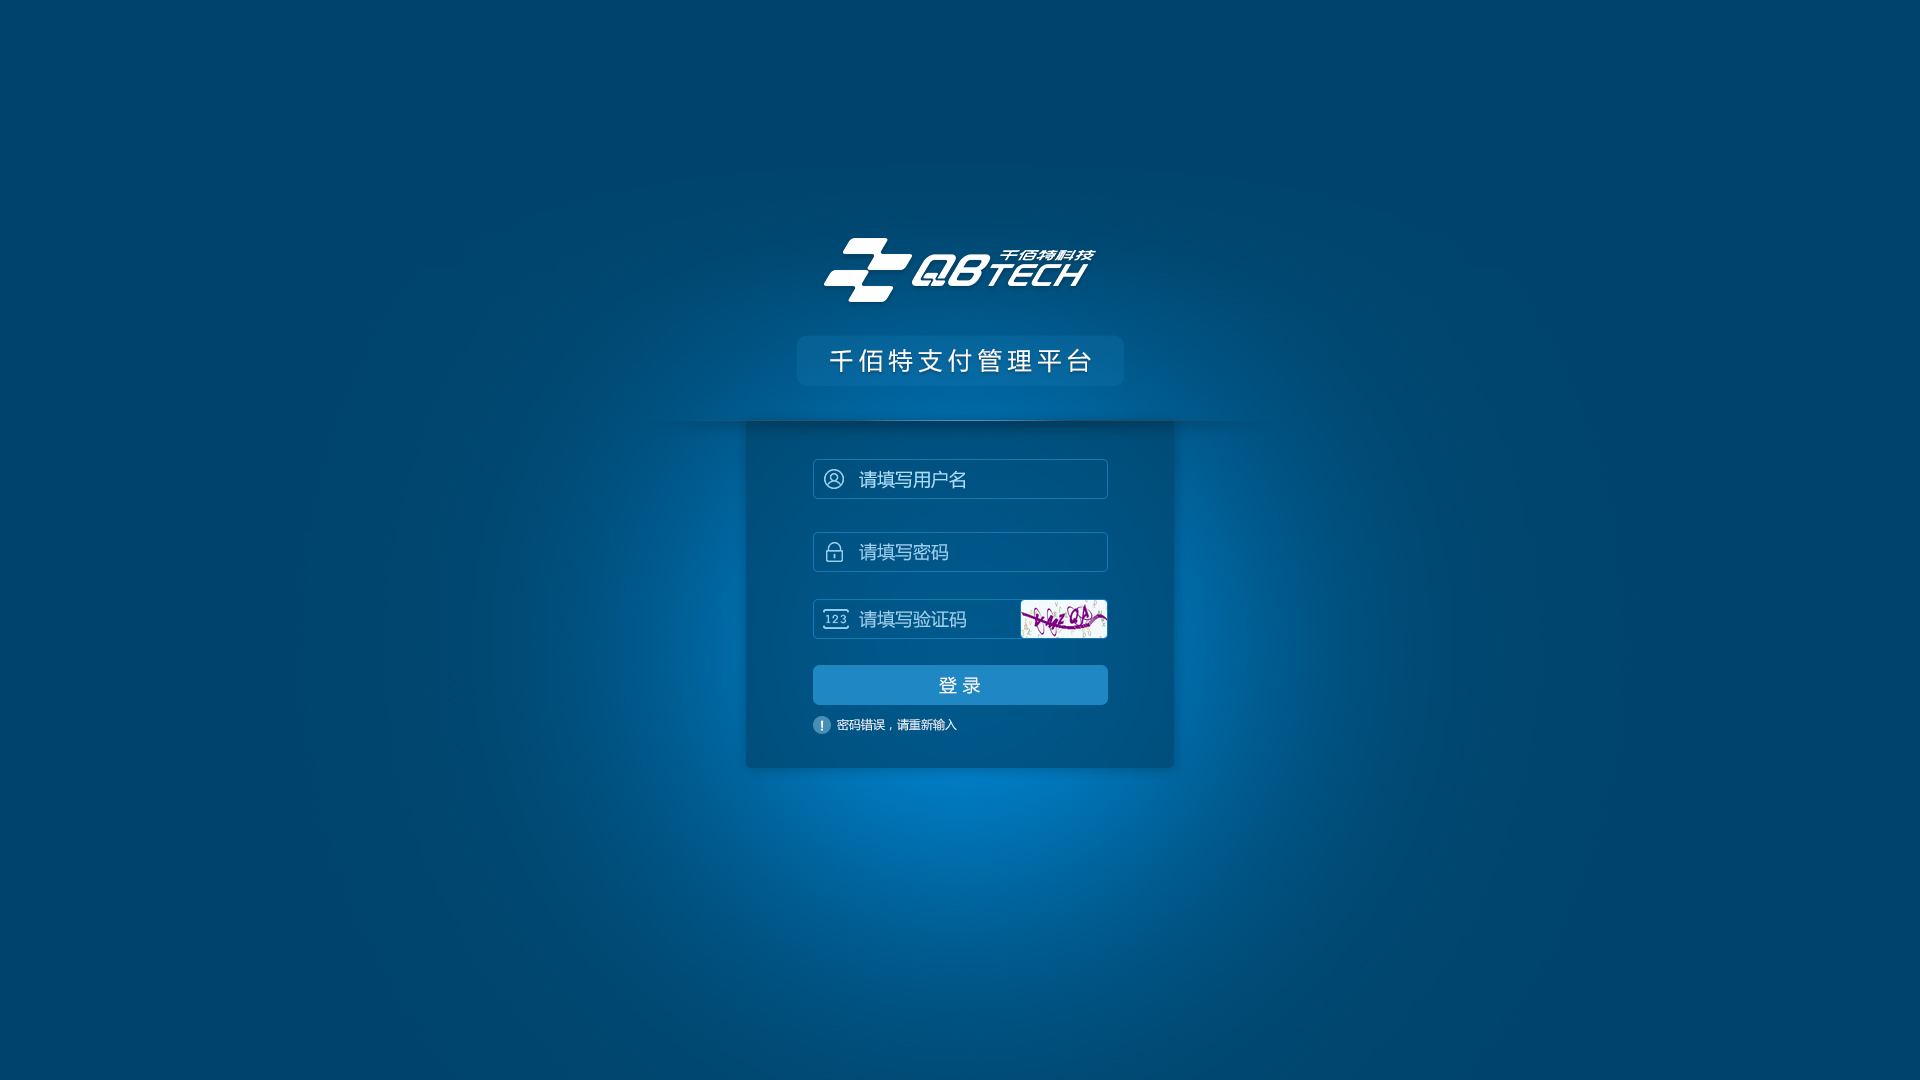 千佰特科技
QBTECH
千佰特支付管理平台
请填写用户名
请填写密码
123
请填写验证码
登录
! 密码错误，请重新输入